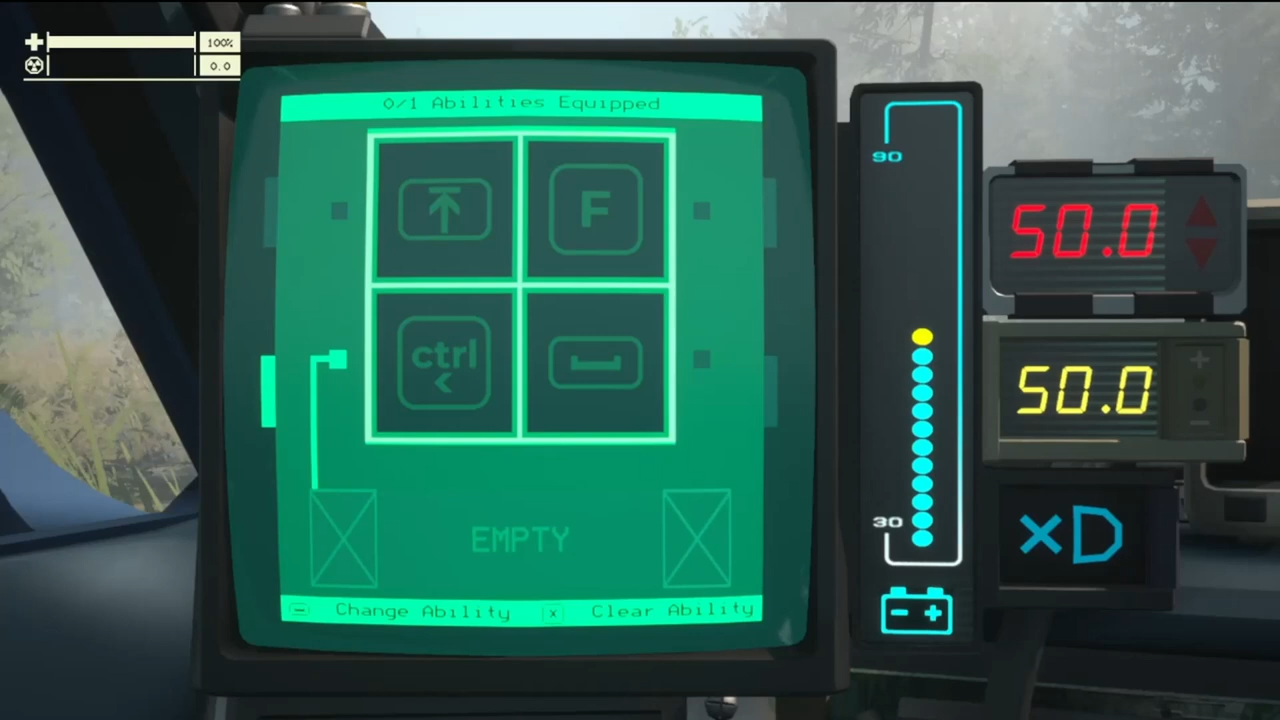 100%
0.0
0/1 Abilities Equipped
F
ctrl
EMPTY
Change Ability x Clear Ability
90
30
50.0
50.0
XD